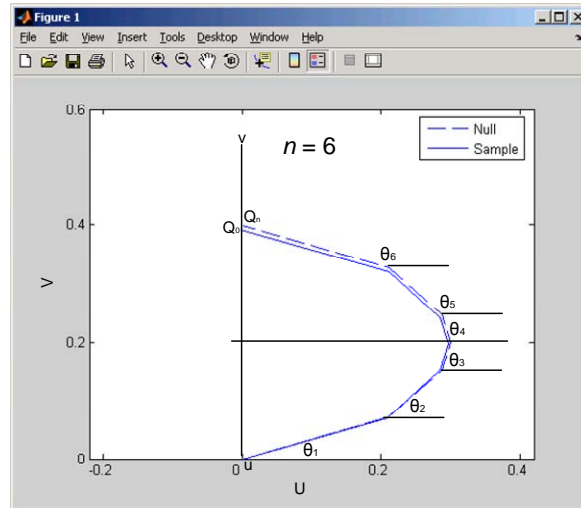 Figure 1
File Edit View Insert Tools Desktop Window Help
0.6
v
n = 6
Null
Sample
0.4
Qn
Qo
θ6
θ5
V
θ4
0.2
θ3
θ2
θ1
0
u
-0.2 0 0.2 0.4
U